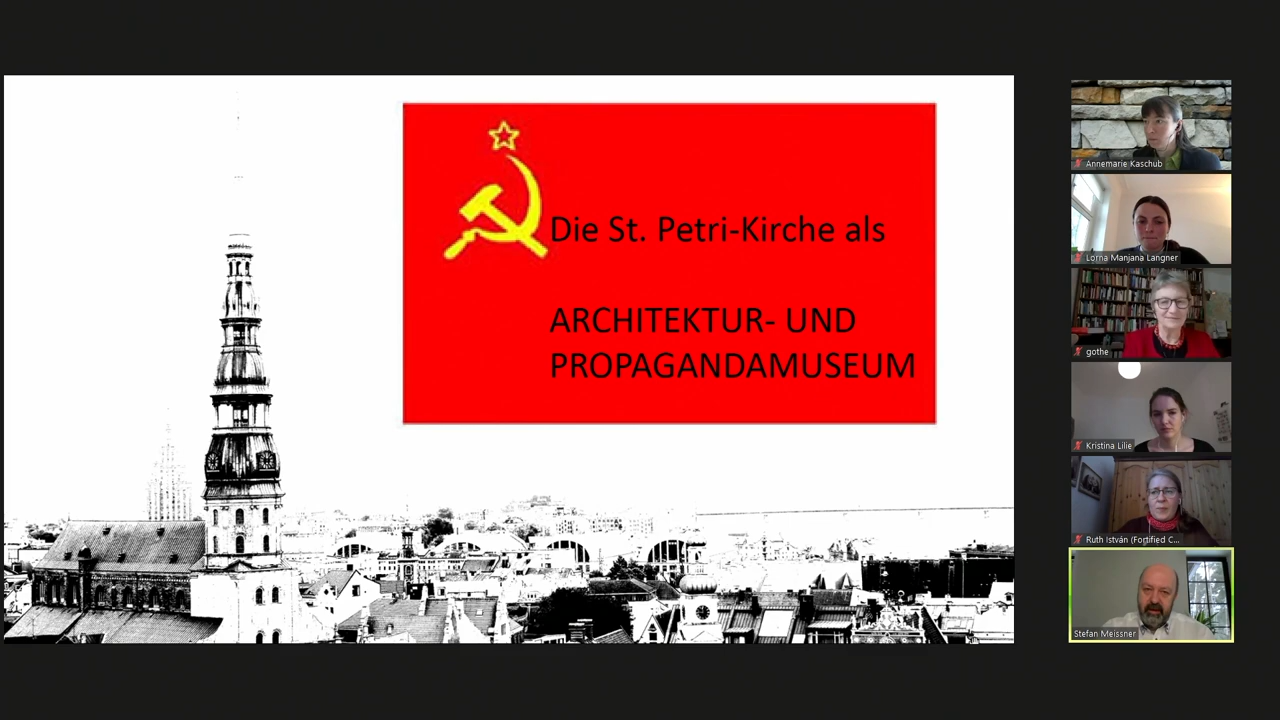 Die St. Petri-Kirche als
ARCHITEKTUR- UND
PROPAGANDAMUSEUM
Annemarie Kaschub
Lorna Manjana Langner
gothe
Kristina Lilie
Ruth István (Fortified C...
Stefan Meissner